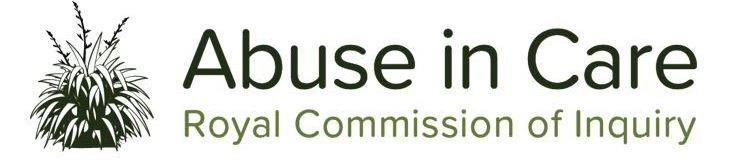 Abuse in Care
Royal Commission of Inquiry